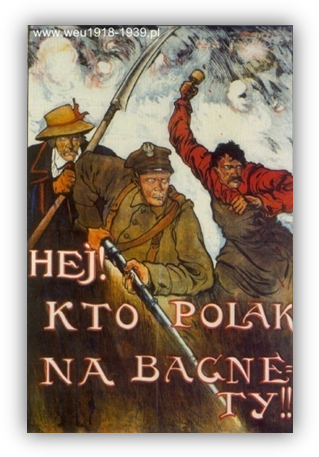 www.weu1918-1939.pl
HEJ!
KTO POLAK
NA BAGNE=
TY!!